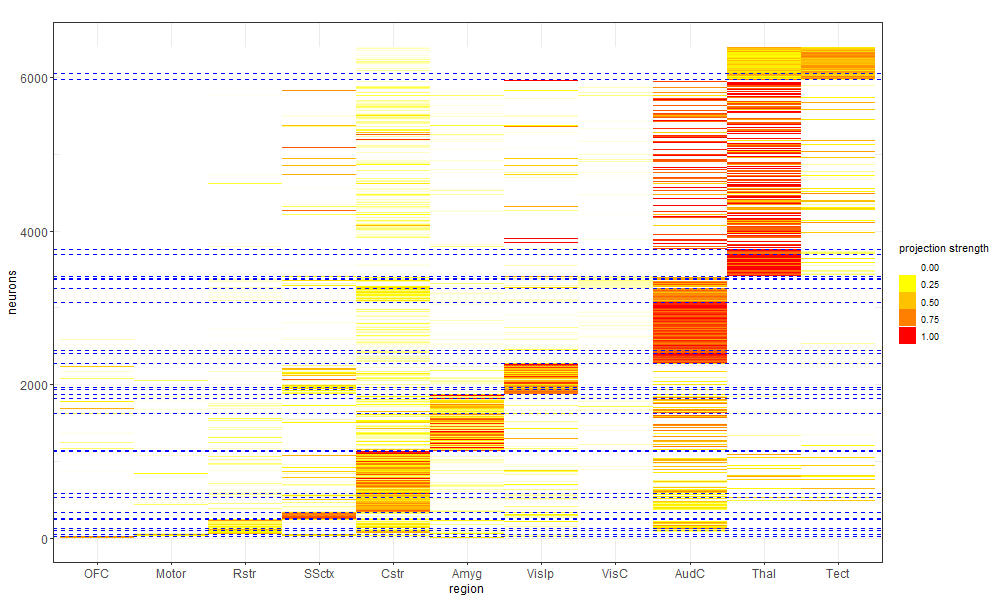 6000
4000
2000
0
neurons
OFC Motor Rstr SSctx Cstr Amyg VisIp VisC AudC Thal Tect
region
projection strength
0.00
0.25
0.50
0.75
1.00